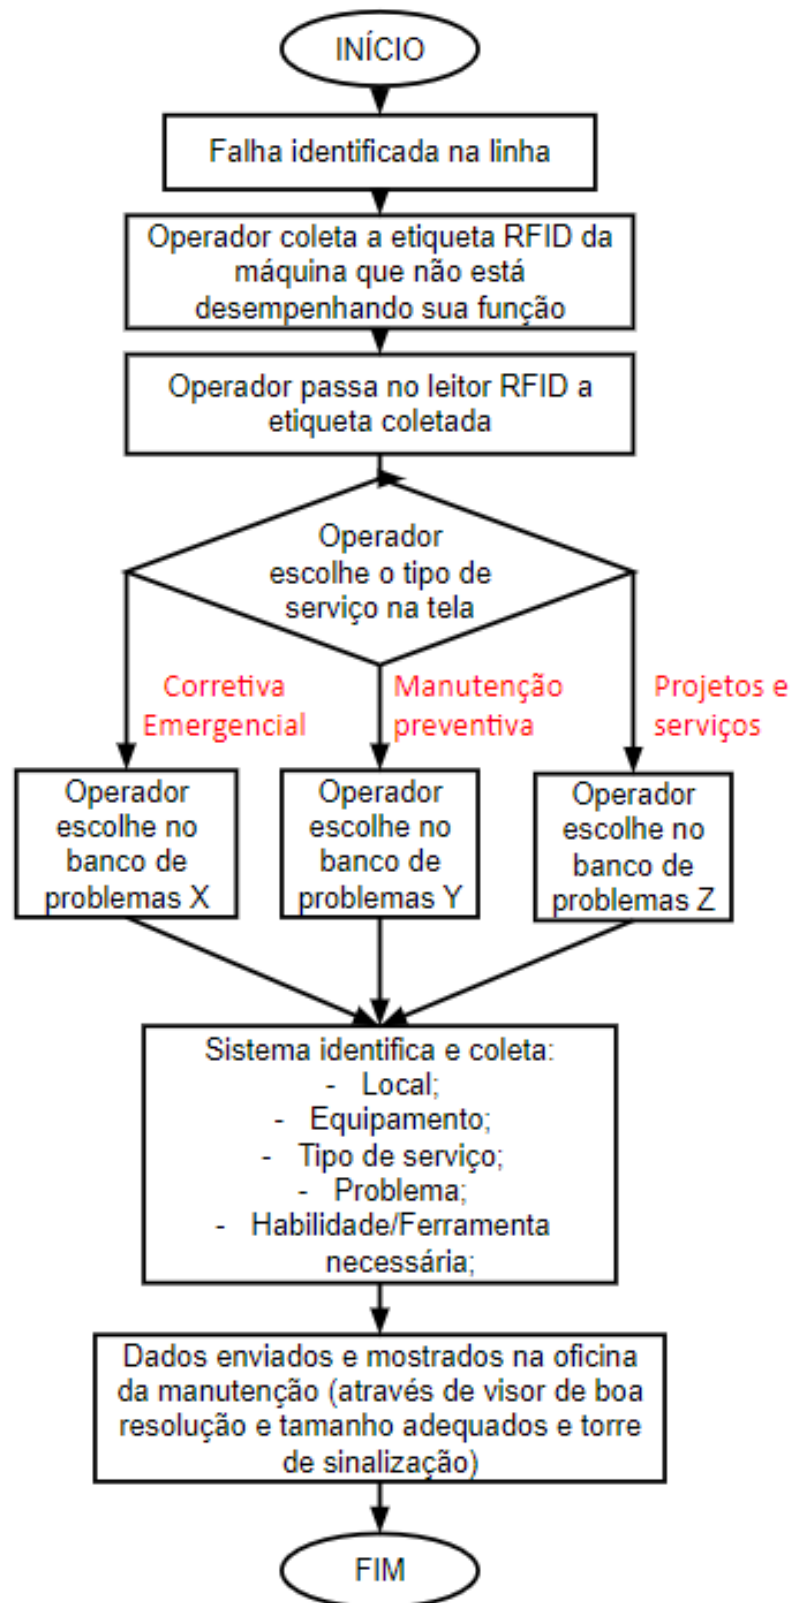 INÍCIO
Falha identificada na linha
Operador coleta a etiqueta RFID da
máquina que não está
desempenhando sua função
Operador passa no leitor RFID a
etiqueta coletada
Operador
escolhe o tipo de
serviço na tela
Corretiva
Emergencial
Manutenção
preventiva
Projetos e
serviços
Operador
escolhe no
banco de
problemas X
Operador
escolhe no
banco de
problemas Y
Operador
escolhe no
banco de
problemas Z
Sistema identifica e coleta:
- Local;
- Equipamento;
- Tipo de serviço;
- Problema;
- Habilidade/Ferramenta
necessária;
Dados enviados e mostrados na oficina
da manutenção (através de visor de boa
resolução e tamanho adequados e torre
de sinalização)
FIM